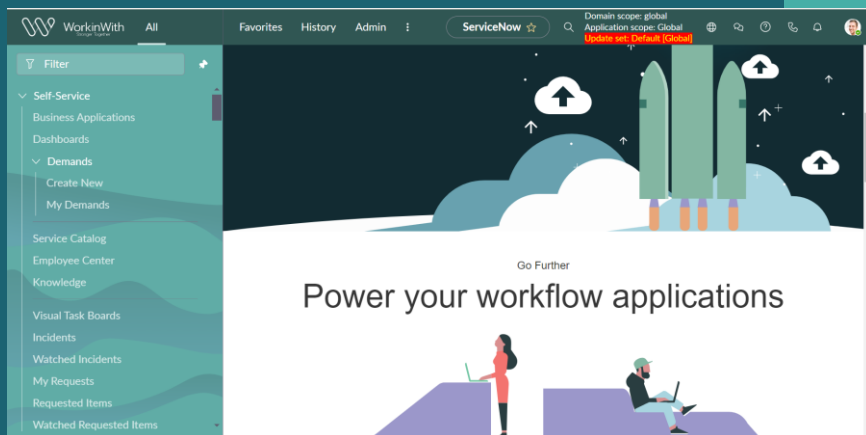 WorkinWith
All
Favorites
History
Admin
ServiceNow
Domain scope: global
Application scope: Global
Update set: Default [Global]
Filter
Self-Service
Business Applications
Dashboards
Demands
Create New
My Demands
Service Catalog
Employee Center
Knowledge
Visual Task Boards
Incidents
Watched Incidents
My Requests
Requested Items
Watched Requested Items
Go Further
Power your workflow applications